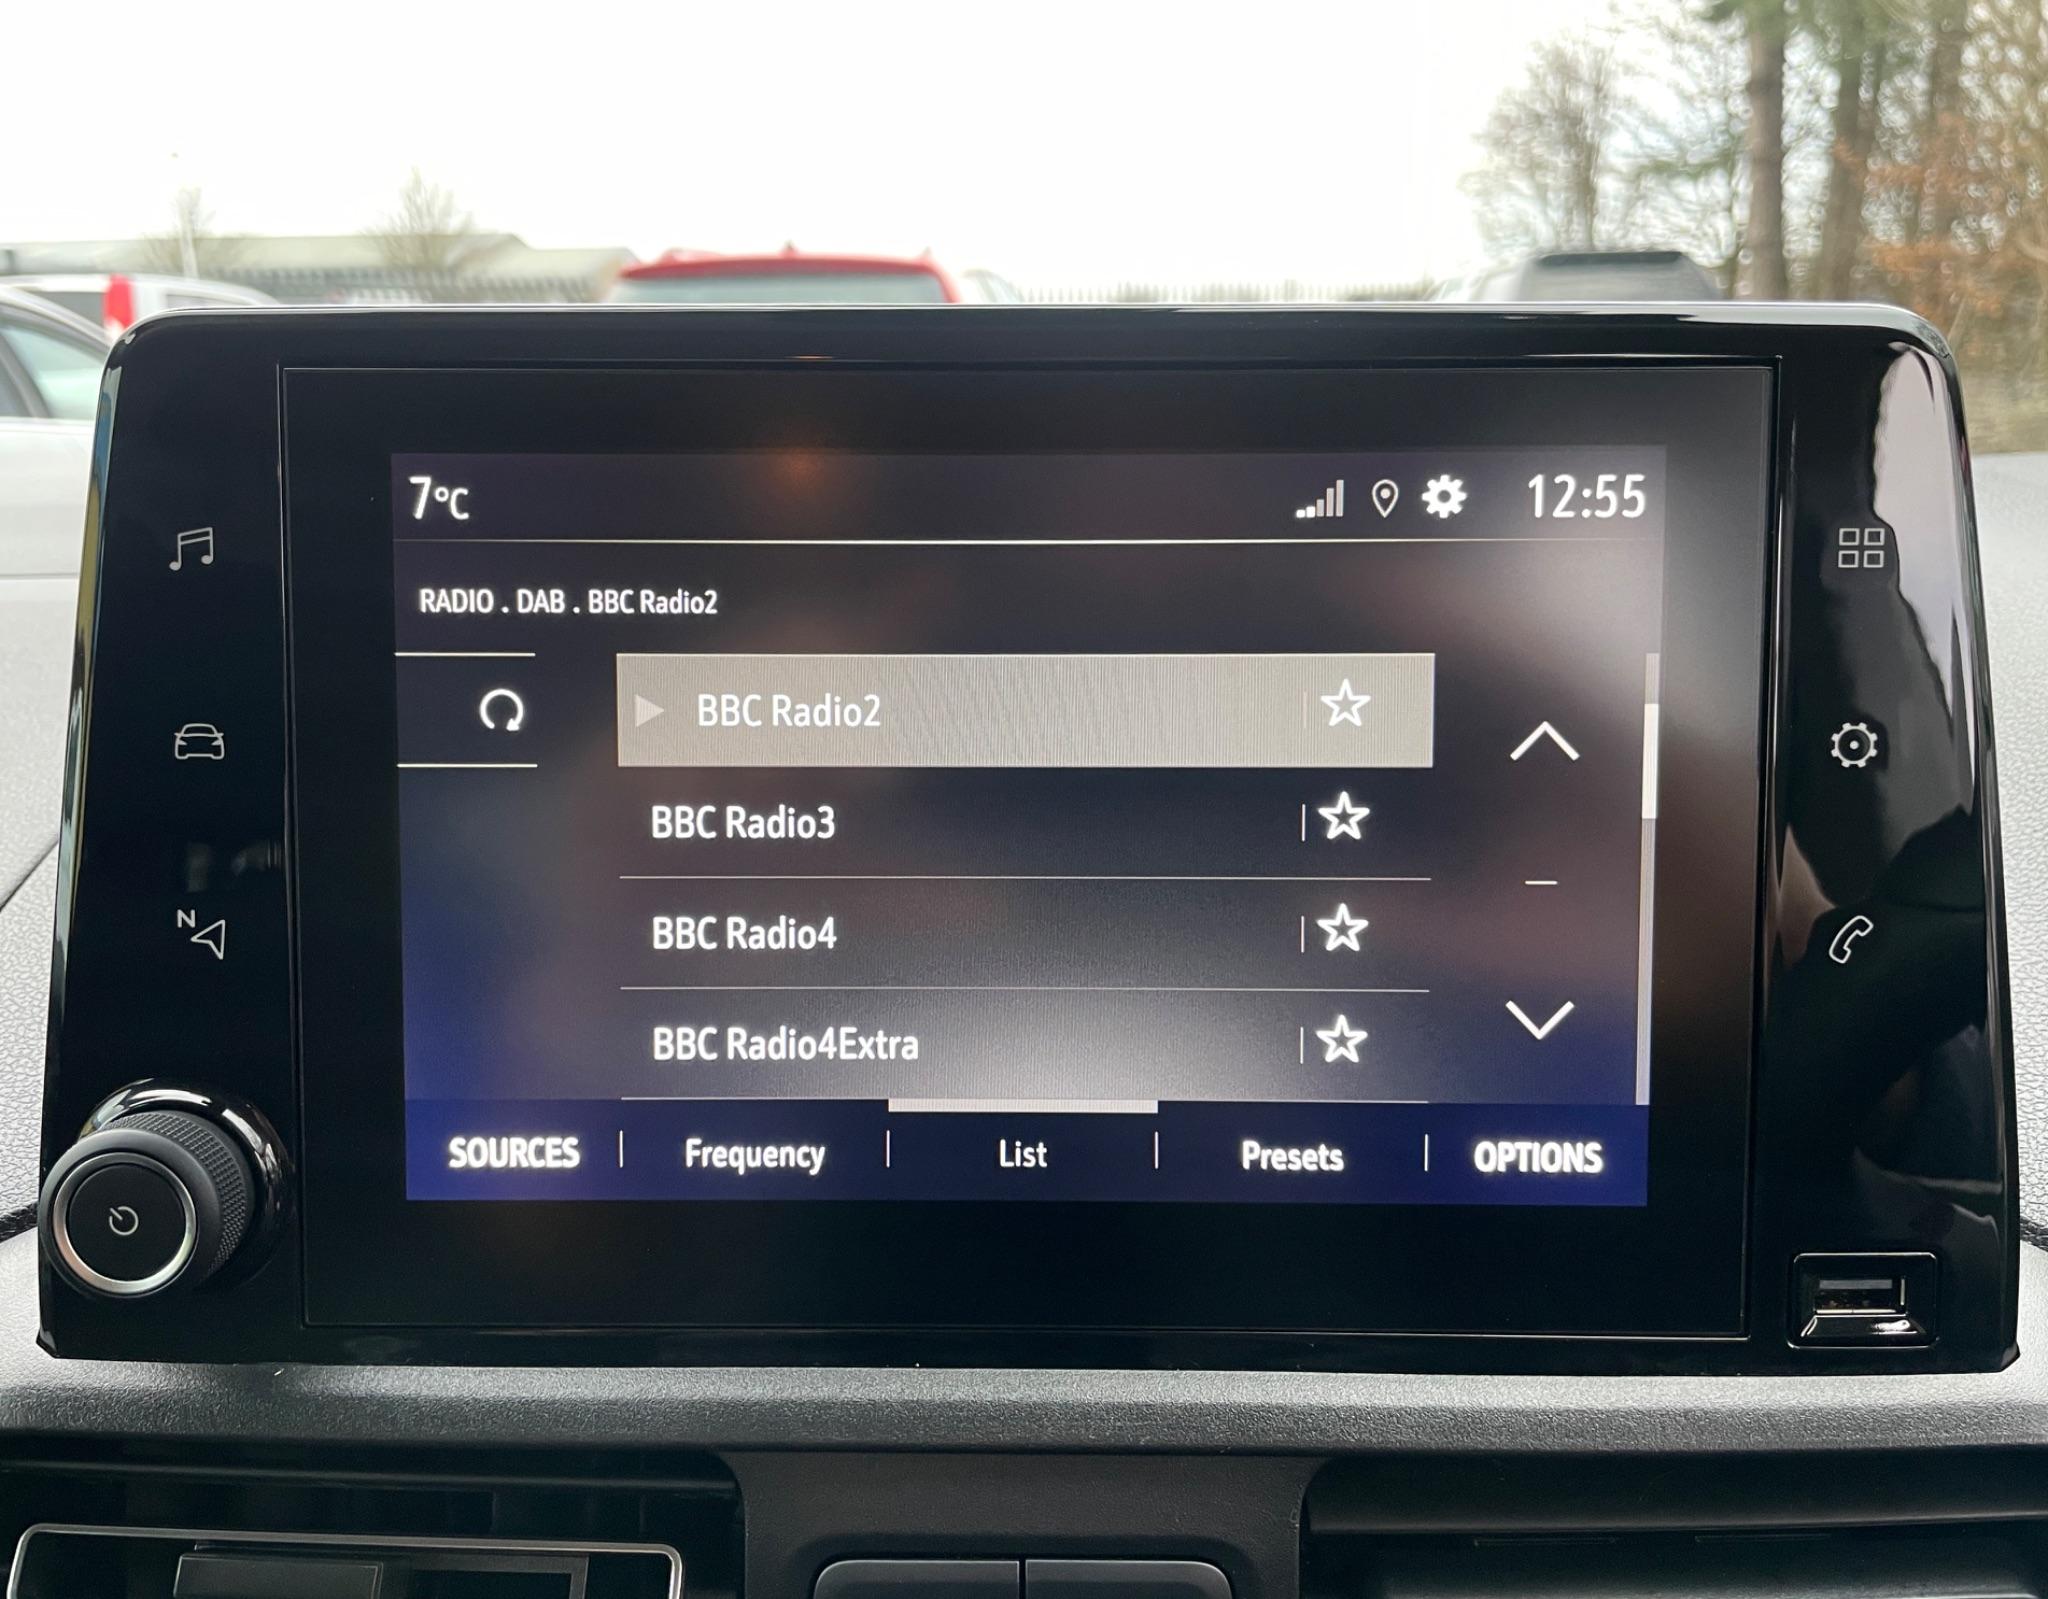 7°C 12:55
RADIO . DAB . BBC Radio2
BBC Radio2
BBC Radio3
BBC Radio4
N
BBC Radio4Extra
SOURCES Frequency List Presets OPTIONS